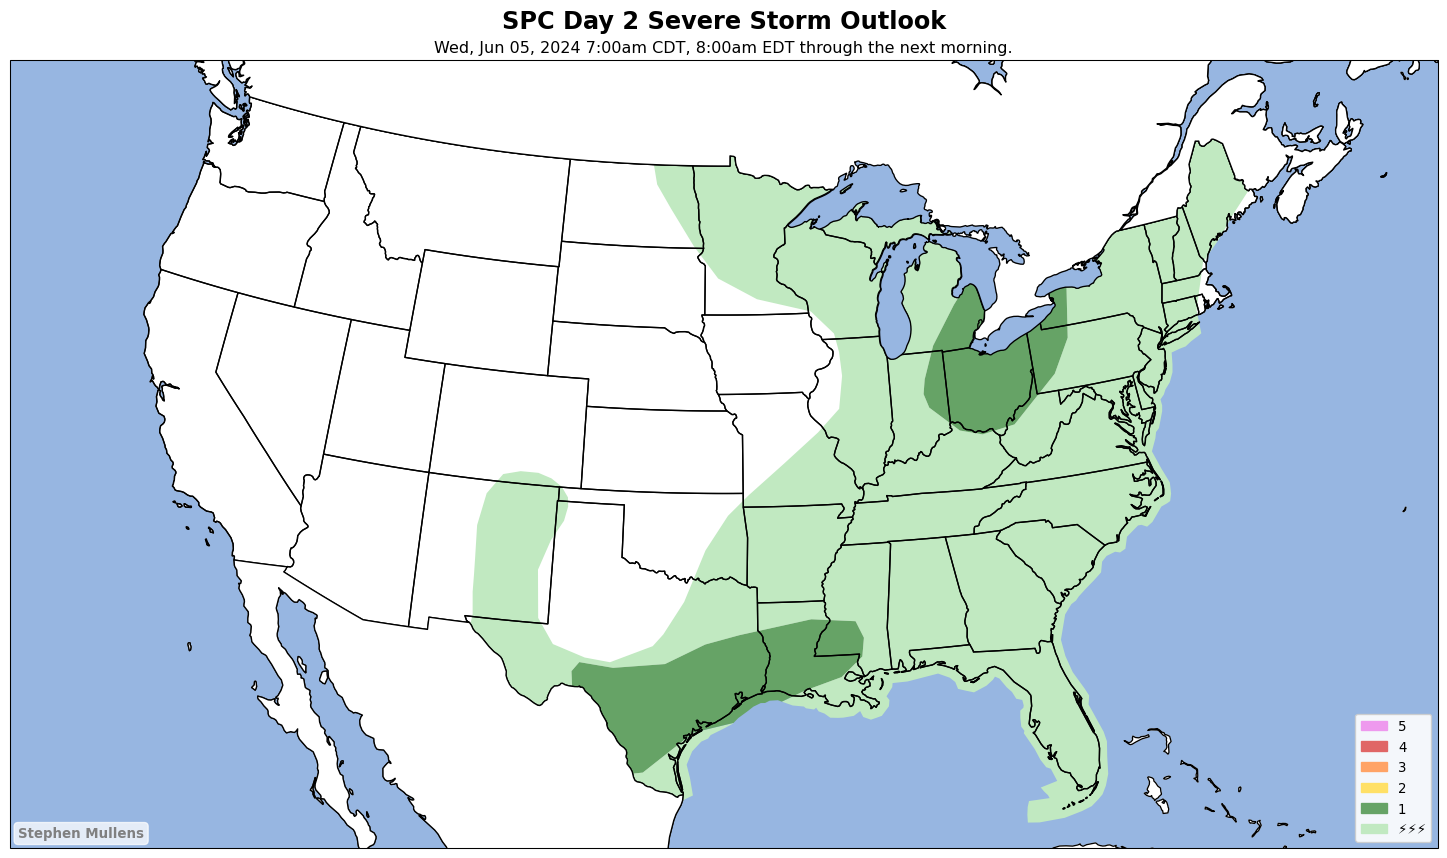 SPC Day 2 Severe Storm Outlook
Wed, Jun 05, 2024 7:00am CDT, 8:00am EDT through the next morning.
5
4
3
2
1
⚡⚡⚡
Stephen Mullens